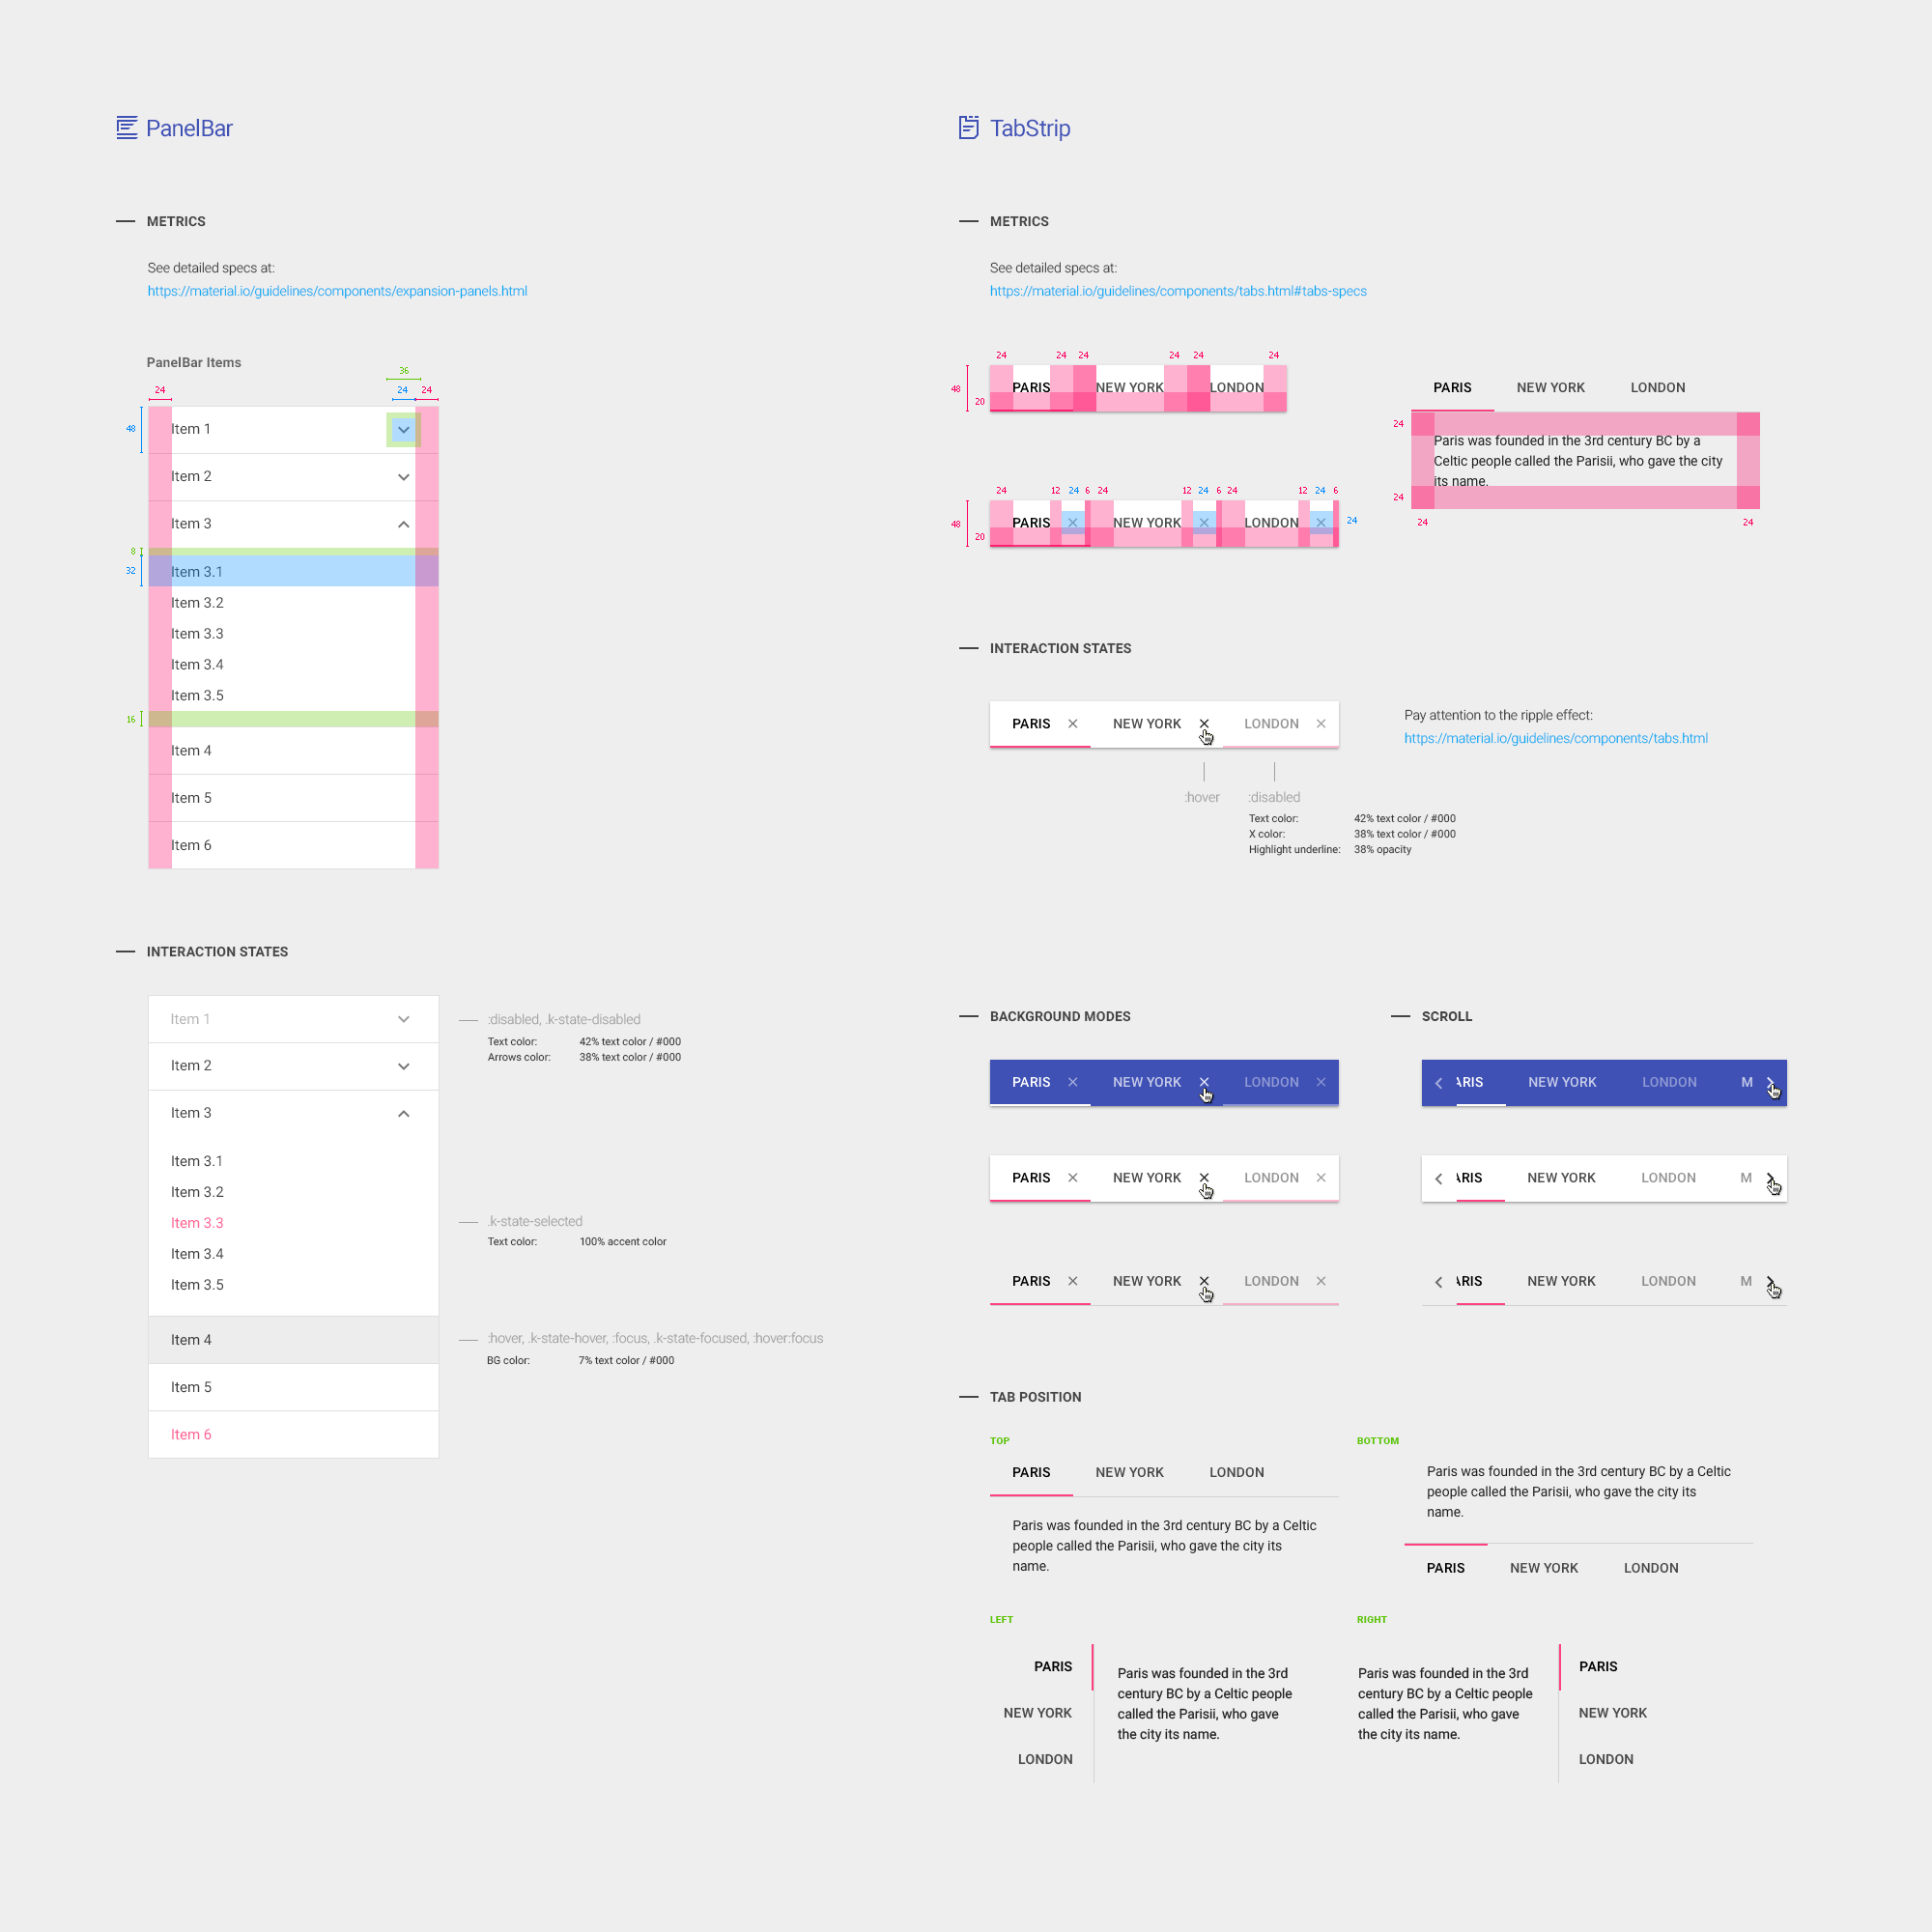 PanelBar
METRICS
See detailed specs at:
https://material.io/guidelines/components/expansion-panels.html
PanelBar Items
36
24 24 24
48
Item 1
Item 2
Item 3
8
32
Item 3.1
Item 3.2
Item 3.3
Item 3.4
Item 3.5
16
Item 4
Item 5
Item 6
INTERACTION STATES
Item 1
Item 2
Item 3
Item 3.1
Item 3.2
Item 3.3
Item 3.4
Item 3.5
Item 4
Item 5
Item 6
:disabled, .k-state-disabled
Text color: 42% text color / #000
Arrows color: 38% text color / #000
.k-state-selected
Text color: 100% accent color
:hover, .k-state-hover, :focus, .k-state-focused, :hover:focus
BG color: 7% text color / #000
TabStrip
METRICS
See detailed specs at:
https://material.io/guidelines/components/tabs.html#tabs-specs
24 24 24 24 24 24
48
20
PARIS NEW YORK LONDON
24 12 24 6 24 12 24 6 24 12 24 6
48
20
PARIS NEW YORK LONDON
24
PARIS NEW YORK LONDON
24
Paris was founded in the 3rd century BC by a
Celtic people called the Parisii, who gave the city
its name.
24
24 24
INTERACTION STATES
PARIS NEW YORK LONDON
:hover :disabled
Text color: 42% text color / #000
X color: 38% text color / #000
Highlight underline: 38% opacity
Pay attention to the ripple effect:
https://material.io/guidelines/components/tabs.html
BACKGROUND MODES
PARIS NEW YORK LONDON
PARIS NEW YORK LONDON
PARIS NEW YORK LONDON
SCROLL
ARIS NEW YORK LONDON M
ARIS NEW YORK LONDON M
ARIS NEW YORK LONDON M
TAB POSITION
TOP
PARIS NEW YORK LONDON
Paris was founded in the 3rd century BC by a Celtic
people called the Parisii, who gave the city its
name.
BOTTOM
Paris was founded in the 3rd century BC by a Celtic
people called the Parisii, who gave the city its
name.
PARIS NEW YORK LONDON
LEFT
PARIS
NEW YORK
LONDON
Paris was founded in the 3rd
century BC by a Celtic people
called the Parisii, who gave
the city its name.
RIGHT
Paris was founded in the 3rd
century BC by a Celtic people
called the Parisii, who gave
the city its name.
PARIS
NEW YORK
LONDON